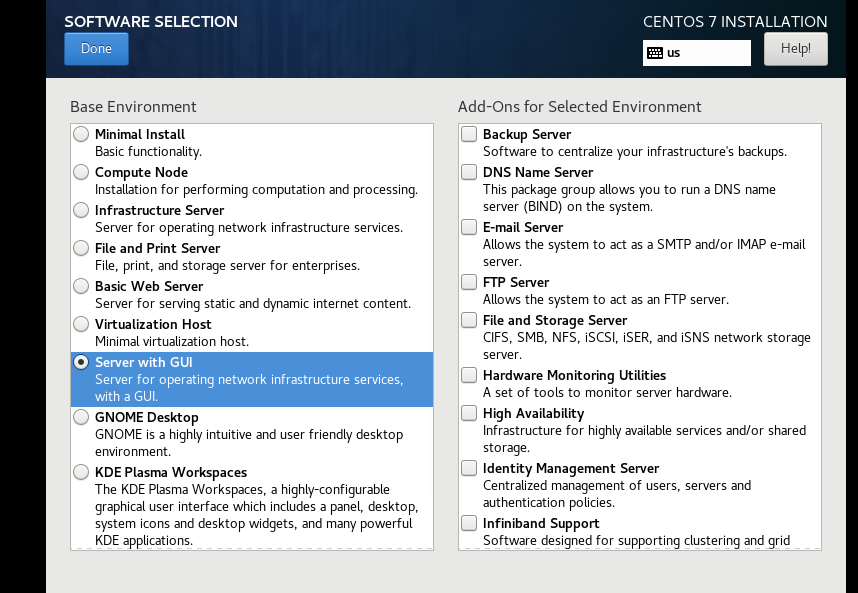 SOFTWARE SELECTION
CENTOS 7 INSTALLATION
Done
us
Help!
Base Environment
Minimal Install
Basic functionality.
Compute Node
Installation for performing computation and processing.
Infrastructure Server
Server for operating network infrastructure services.
File and Print Server
File, print, and storage server for enterprises.
Basic Web Server
Server for serving static and dynamic internet content.
Virtualization Host
Minimal virtualization host.
Server with GUI
Server for operating network infrastructure services,
with a GUI.
GNOME Desktop
GNOME is a highly intuitive and user friendly desktop
environment.
KDE Plasma Workspaces
The KDE Plasma Workspaces, a highly-configurable
graphical user interface which includes a panel, desktop,
system icons and desktop widgets, and many powerful
KDE applications.
Add-Ons for Selected Environment
Backup Server
Software to centralize your infrastructure's backups.
DNS Name Server
This package group allows you to run a DNS name
server (BIND) on the system.
E-mail Server
Allows the system to act as a SMTP and/or IMAP e-mail
server.
FTP Server
Allows the system to act as an FTP server.
File and Storage Server
CIFS, SMB, NFS, iSCSI, iSER, and iSNS network storage
server.
Hardware Monitoring Utilities
A set of tools to monitor server hardware.
High Availability
Infrastructure for highly available services and/or shared
storage.
Identity Management Server
Centralized management of users, servers and
authentication policies.
Infiniband Support
Software designed for supporting clustering and grid